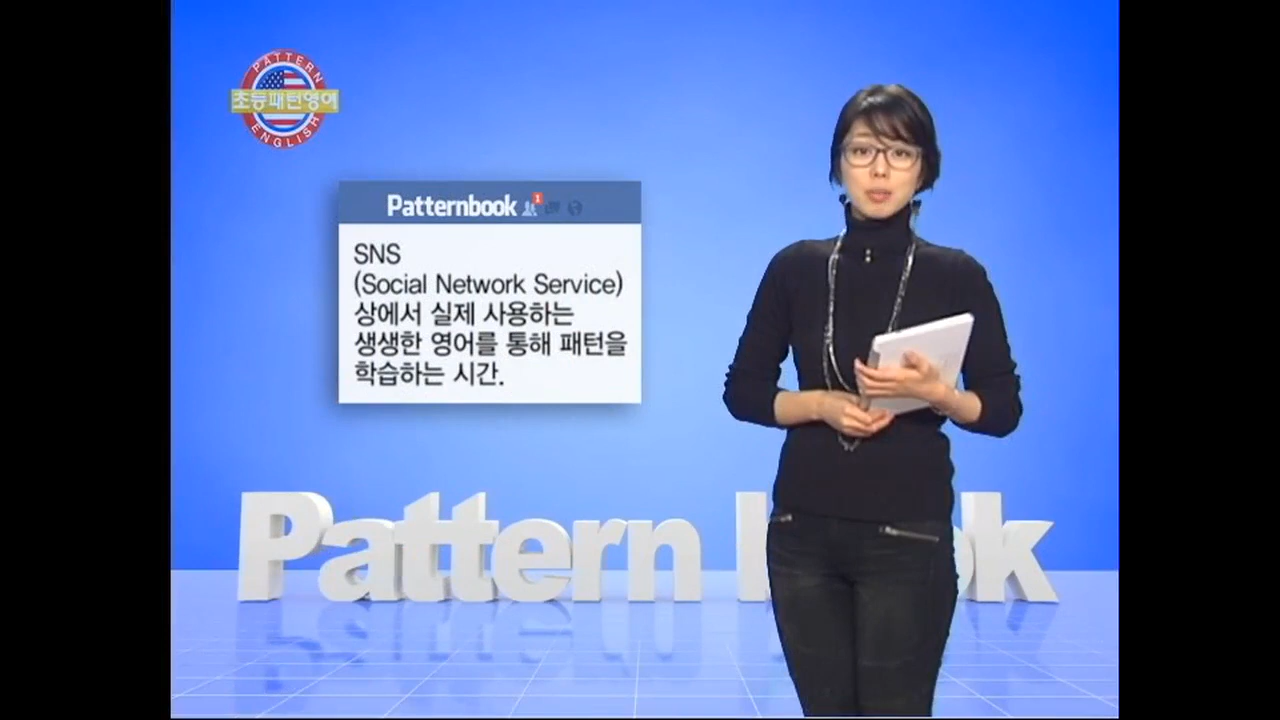 PATTERN
초등패턴영어
ENGLISH
Patternbook
1
SNS
(Social Network Service)
상에서 실제 사용하는
생생한 영어를 통해 패턴을
학습하는 시간.
Pattern